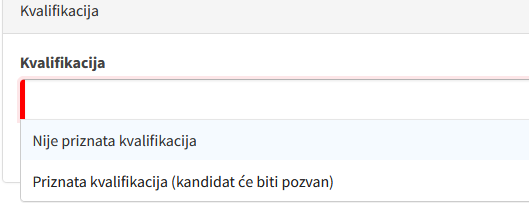 Kvalifikacija
Kvalifikacija
Nije priznata kvalifikacija
Priznata kvalifikacija (kandidat će biti pozvan)